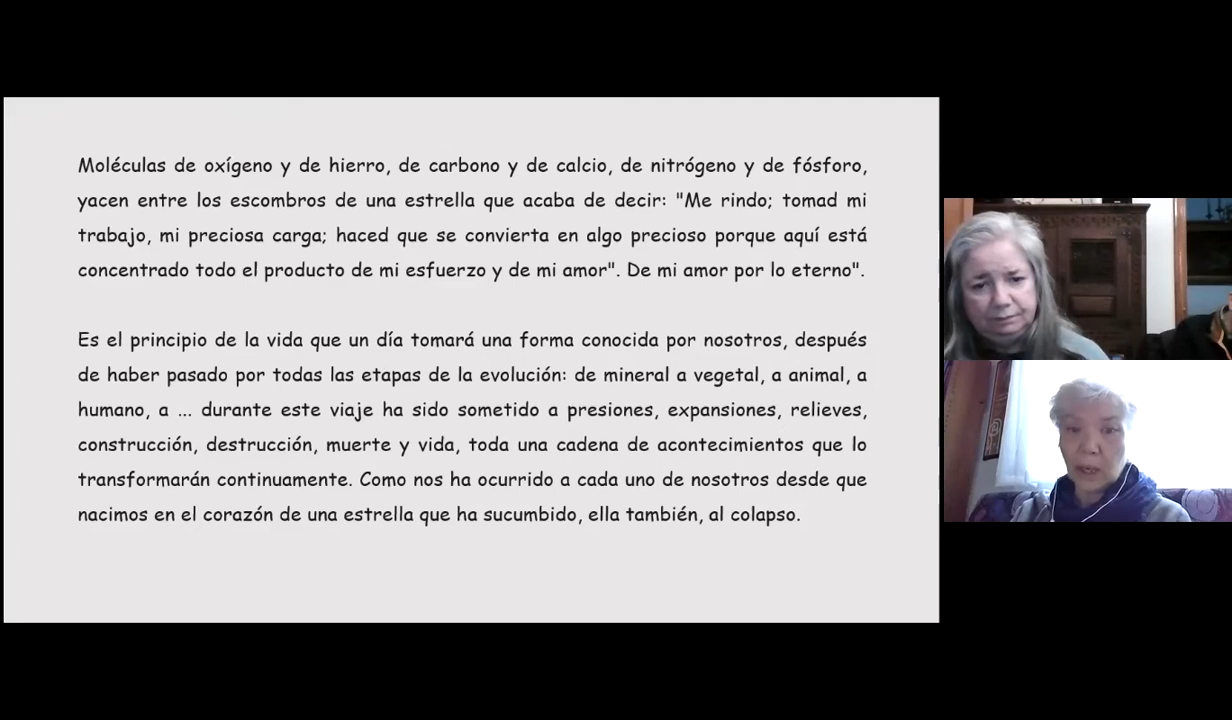 Moléculas de oxígeno y de hierro, de carbono y de calcio, de nitrógeno y de fósforo,
yacen entre los escombros de una estrella que acaba de decir: "Me rindo; tomad mi
trabajo, mi preciosa carga; haced que se convierta en algo precioso porque aquí está
concentrado todo el producto de mi esfuerzo y de mi amor". De mi amor por lo eterno".
Es el principio de la vida que un día tomará una forma conocida por nosotros, después
de haber pasado por todas las etapas de la evolución: de mineral a vegetal, a animal, a
humano, a ... durante este viaje ha sido sometido a presiones, expansiones, relieves,
construcción, destrucción, muerte y vida, toda una cadena de acontecimientos que lo
transformarán continuamente. Como nos ha ocurrido a cada uno de nosotros desde que
nacimos en el corazón de una estrella que ha sucumbido, ella también, al colapso.